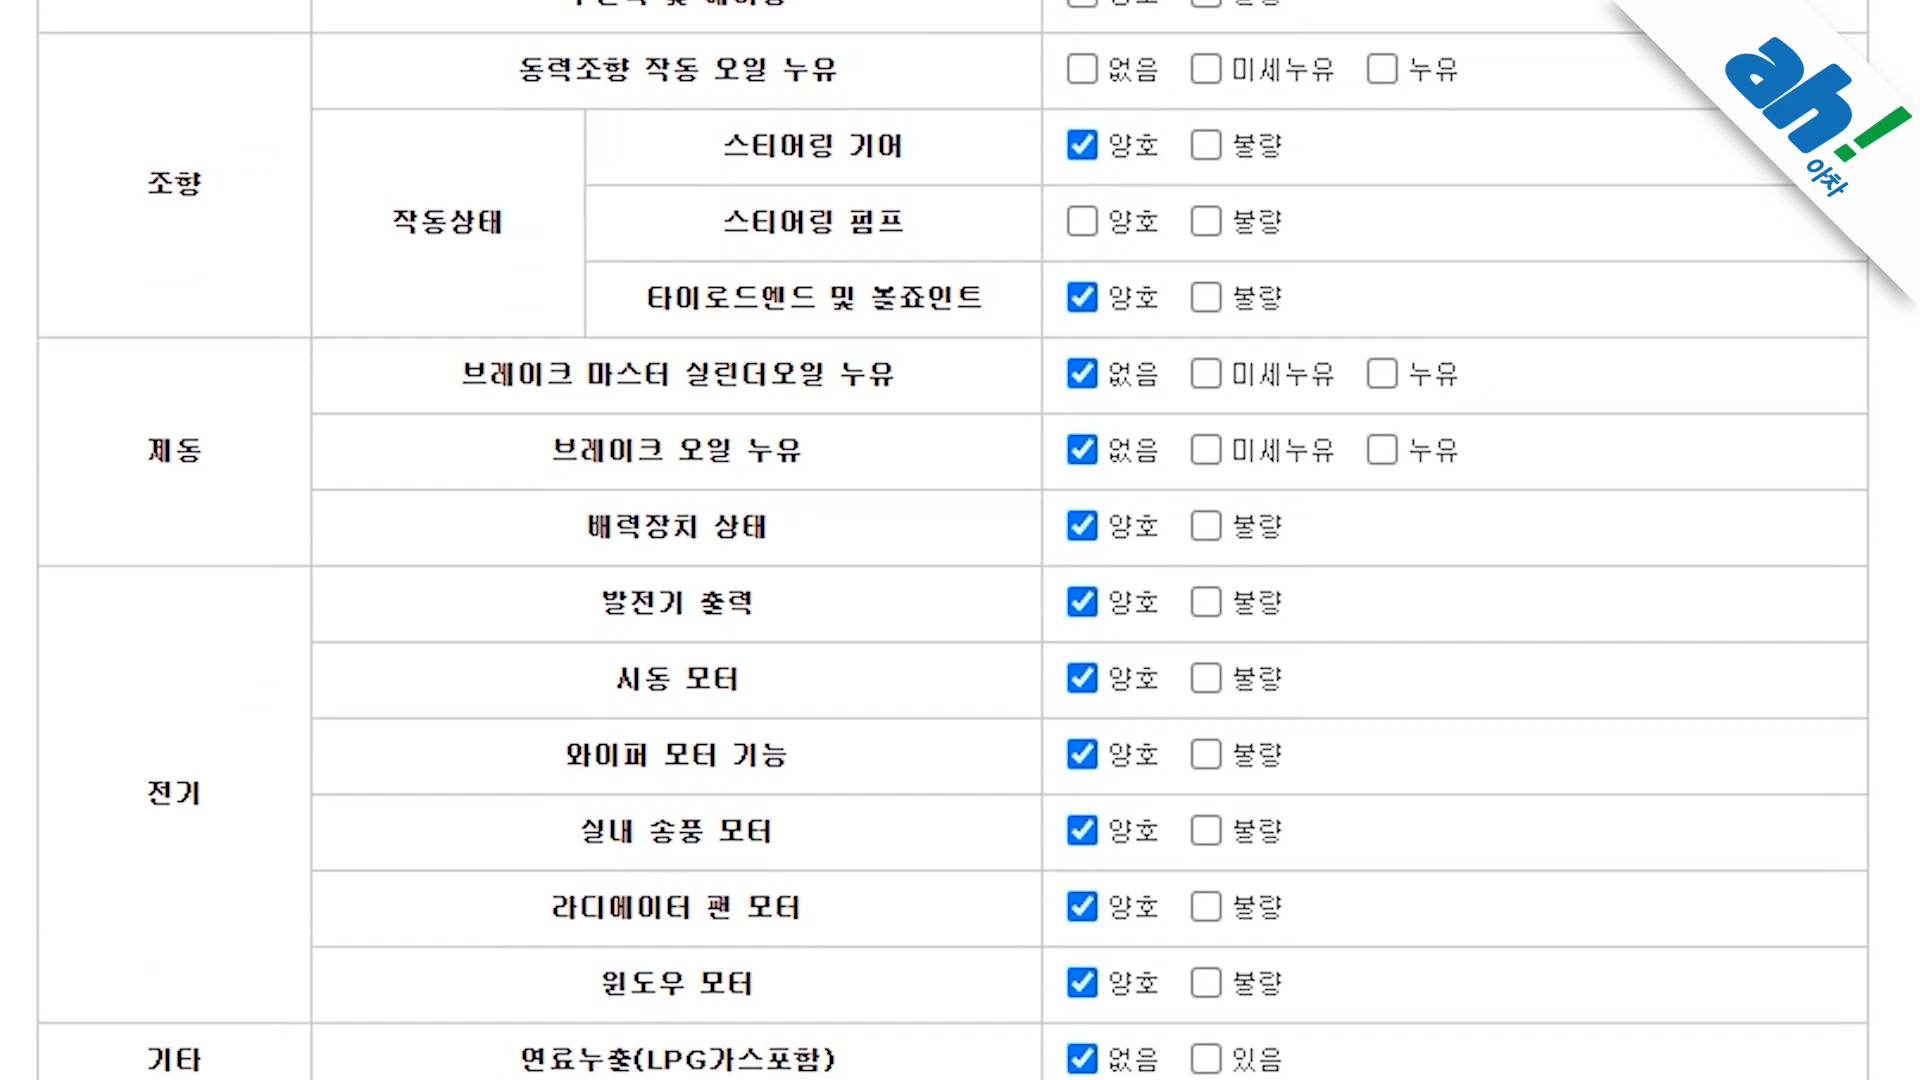 동력조향 작동 오일 누유 없음 미세누유 누유
조향
작동상태
스티어링 기어 양호 불량
스티어링 펌프 양호 불량
타이로드엔드 및 볼죠인트 양호 불량
제동
브레이크 마스터 실린더오일 누유 없음 미세누유 누유
브레이크 오일 누유 없음 미세누유 누유
배력장치 상태 양호 불량
전기
발전기 출력 양호 불량
시동 모터 양호 불량
와이퍼 모터 기능 양호 불량
실내 송풍 모터 양호 불량
라디에이터 팬 모터 양호 불량
윈도우 모터 양호 불량
기타 연료누출(LPG가스포함) 없음 있음
ah!
아차